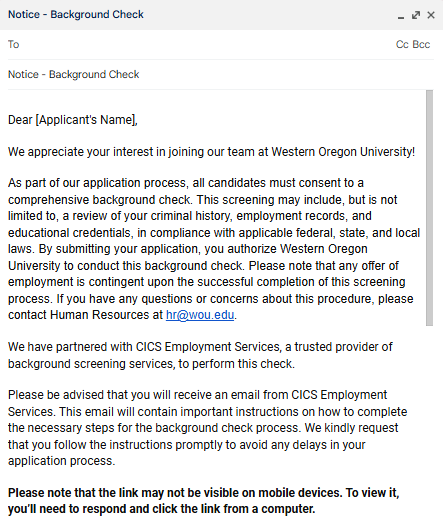 Notice - Background Check
To Cc Bcc
Notice - Background Check
Dear [Applicant's Name],
We appreciate your interest in joining our team at Western Oregon University!
As part of our application process, all candidates must consent to a
comprehensive background check. This screening may include, but is not
limited to, a review of your criminal history, employment records, and
educational credentials, in compliance with applicable federal, state, and local
laws. By submitting your application, you authorize Western Oregon
University to conduct this background check. Please note that any offer of
employment is contingent upon the successful completion of this screening
process. If you have any questions or concerns about this procedure, please
contact Human Resources at hr@wou.edu.
We have partnered with CICS Employment Services, a trusted provider of
background screening services, to perform this check.
Please be advised that you will receive an email from CICS Employment
Services. This email will contain important instructions on how to complete
the necessary steps for the background check process. We kindly request
that you follow the instructions promptly to avoid any delays in your
application process.
Please note that the link may not be visible on mobile devices. To view it,
you'll need to respond and click the link from a computer.